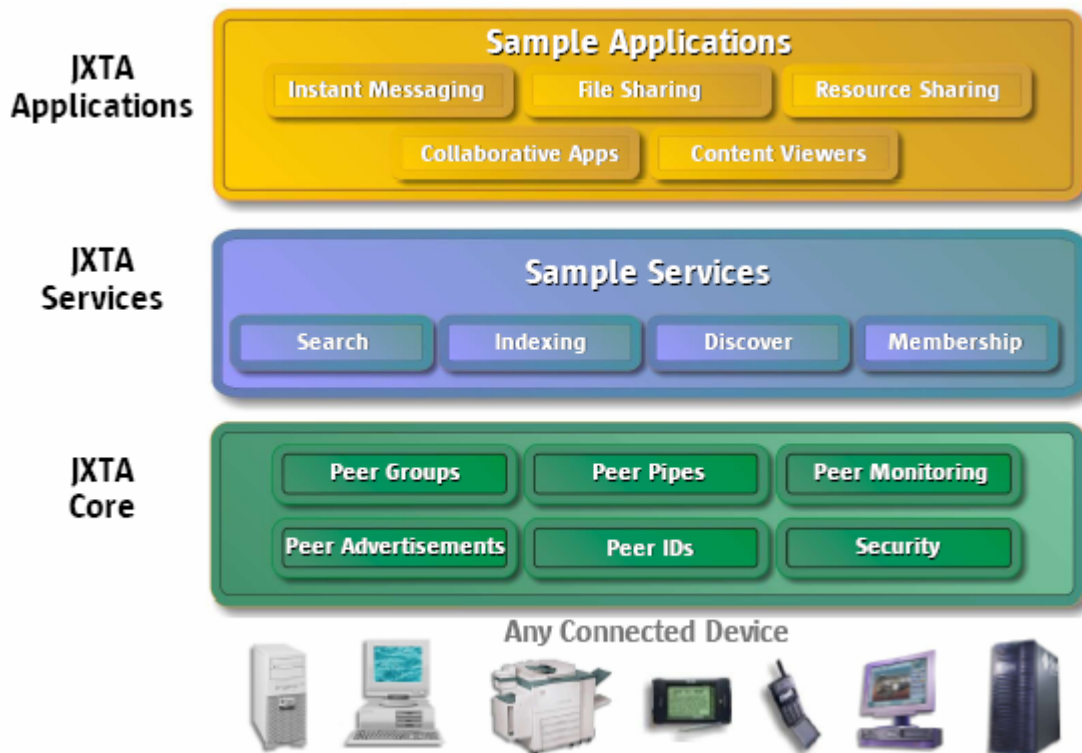 JXTA
Applications
Sample Applications
Instant Messaging
File Sharing
Resource Sharing
Collaborative Apps
Content Viewers
JXTA
Services
Sample Services
Search
Indexing
Discover
Membership
JXTA
Core
Peer Groups
Peer Pipes
Peer Monitoring
Peer Advertisements
Peer IDs
Security
Any Connected Device